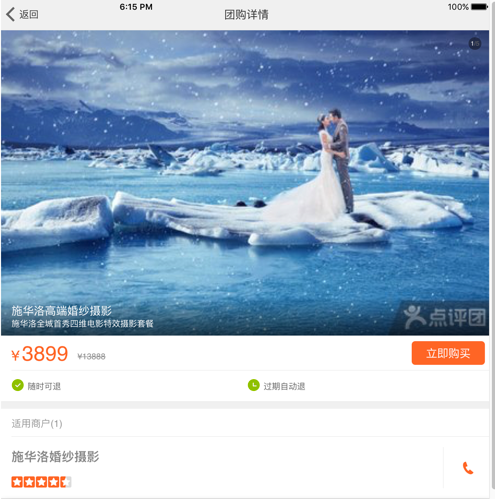 返回
6:15 PM
团购详情
100%
施华洛高端婚纱摄影
施华洛全城首秀四维电影特效摄影套餐
点评团
¥3899 ¥13888
立即购买
随时可退
过期自动退
适用商户(1)
施华洛婚纱摄影